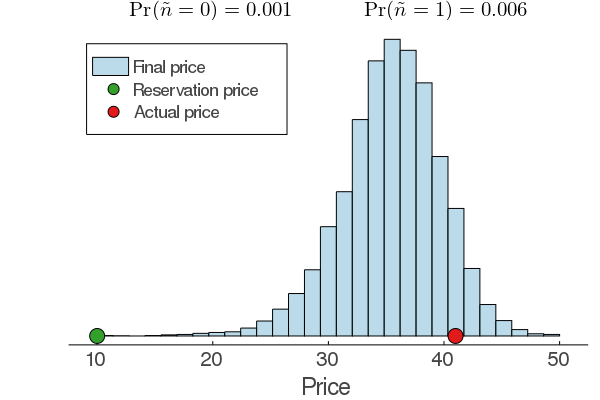 Pr(ñ = 0) = 0.001 Pr(ñ = 1) = 0.006
Final price
Reservation price
Actual price
10 20 30 40 50
Price